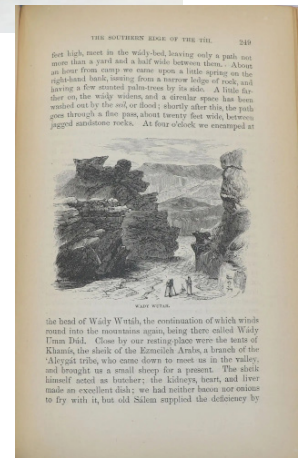 THE SOUTHERN EDGE OF THE TÍH. 249
feet high, meet in the wády-bed, leaving only a path not
more than a yard and a half wide between them. About
an hour from camp we came upon a little spring on the
right-hand bank, issuing from a narrow ledge of rock, and
having a few stunted palm-trees by its side. A little far-
ther on, the wády widens, and a circular space has been
washed out by the seil, or flood; shortly after this, the path
goes through a fine pass, about twenty feet wide, between
jagged sandstone rocks. At four o'clock we encamped at
WADY WUTÁH.
the head of Wády Wutáh, the continuation of which winds
round into the mountains again, being there called Wády
Umm Dúd. Close by our resting-place were the tents of
Khamís, the sheik of the Ezmeileh Arabs, a branch of the
'Aleygát tribe, who came down to meet us in the valley,
and brought us a small sheep for a present. The sheik
himself acted as butcher; the kidneys, heart, and liver
made an excellent dish; we had neither bacon nor onions
to fry with it, but old Sálem supplied the deficiency by